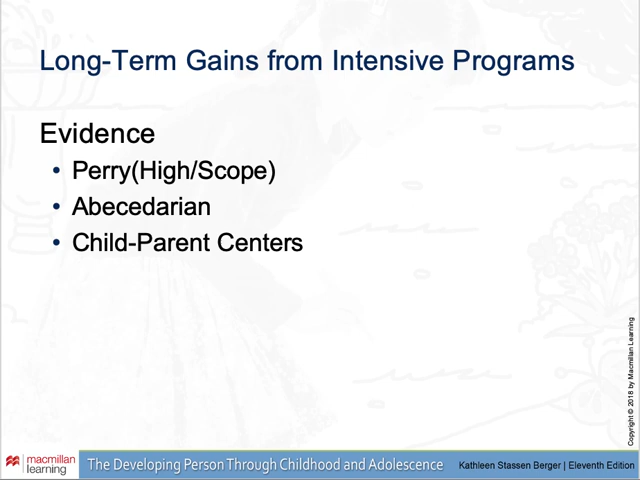 Long-Term Gains from Intensive Programs
Evidence
• Perry(High/Scope)
• Abecedarian
• Child-Parent Centers
Copyright © 2018 by Macmillan Learning
macmillan
learning
The Developing Person Through Childhood and Adolescence
Kathleen Stassen Berger | Eleventh Edition